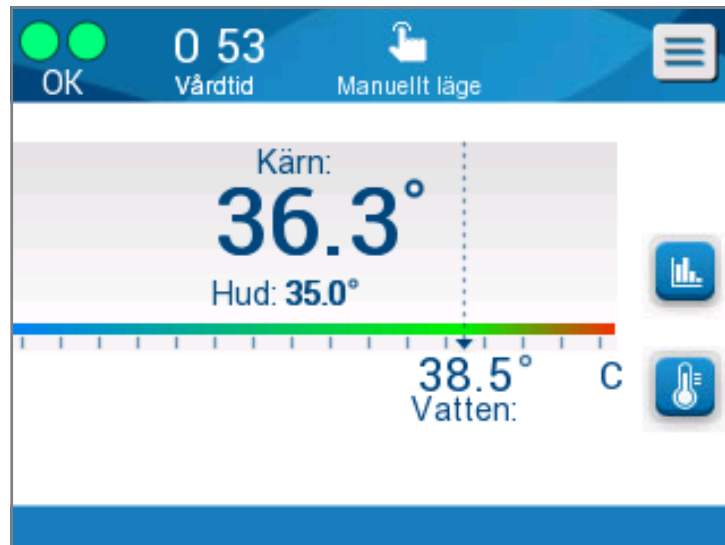 OK
0 53
Vårdtid
Manuellt läge
Kärn:
36.3°
Hud: 35.0°
38.5° C
Vatten: